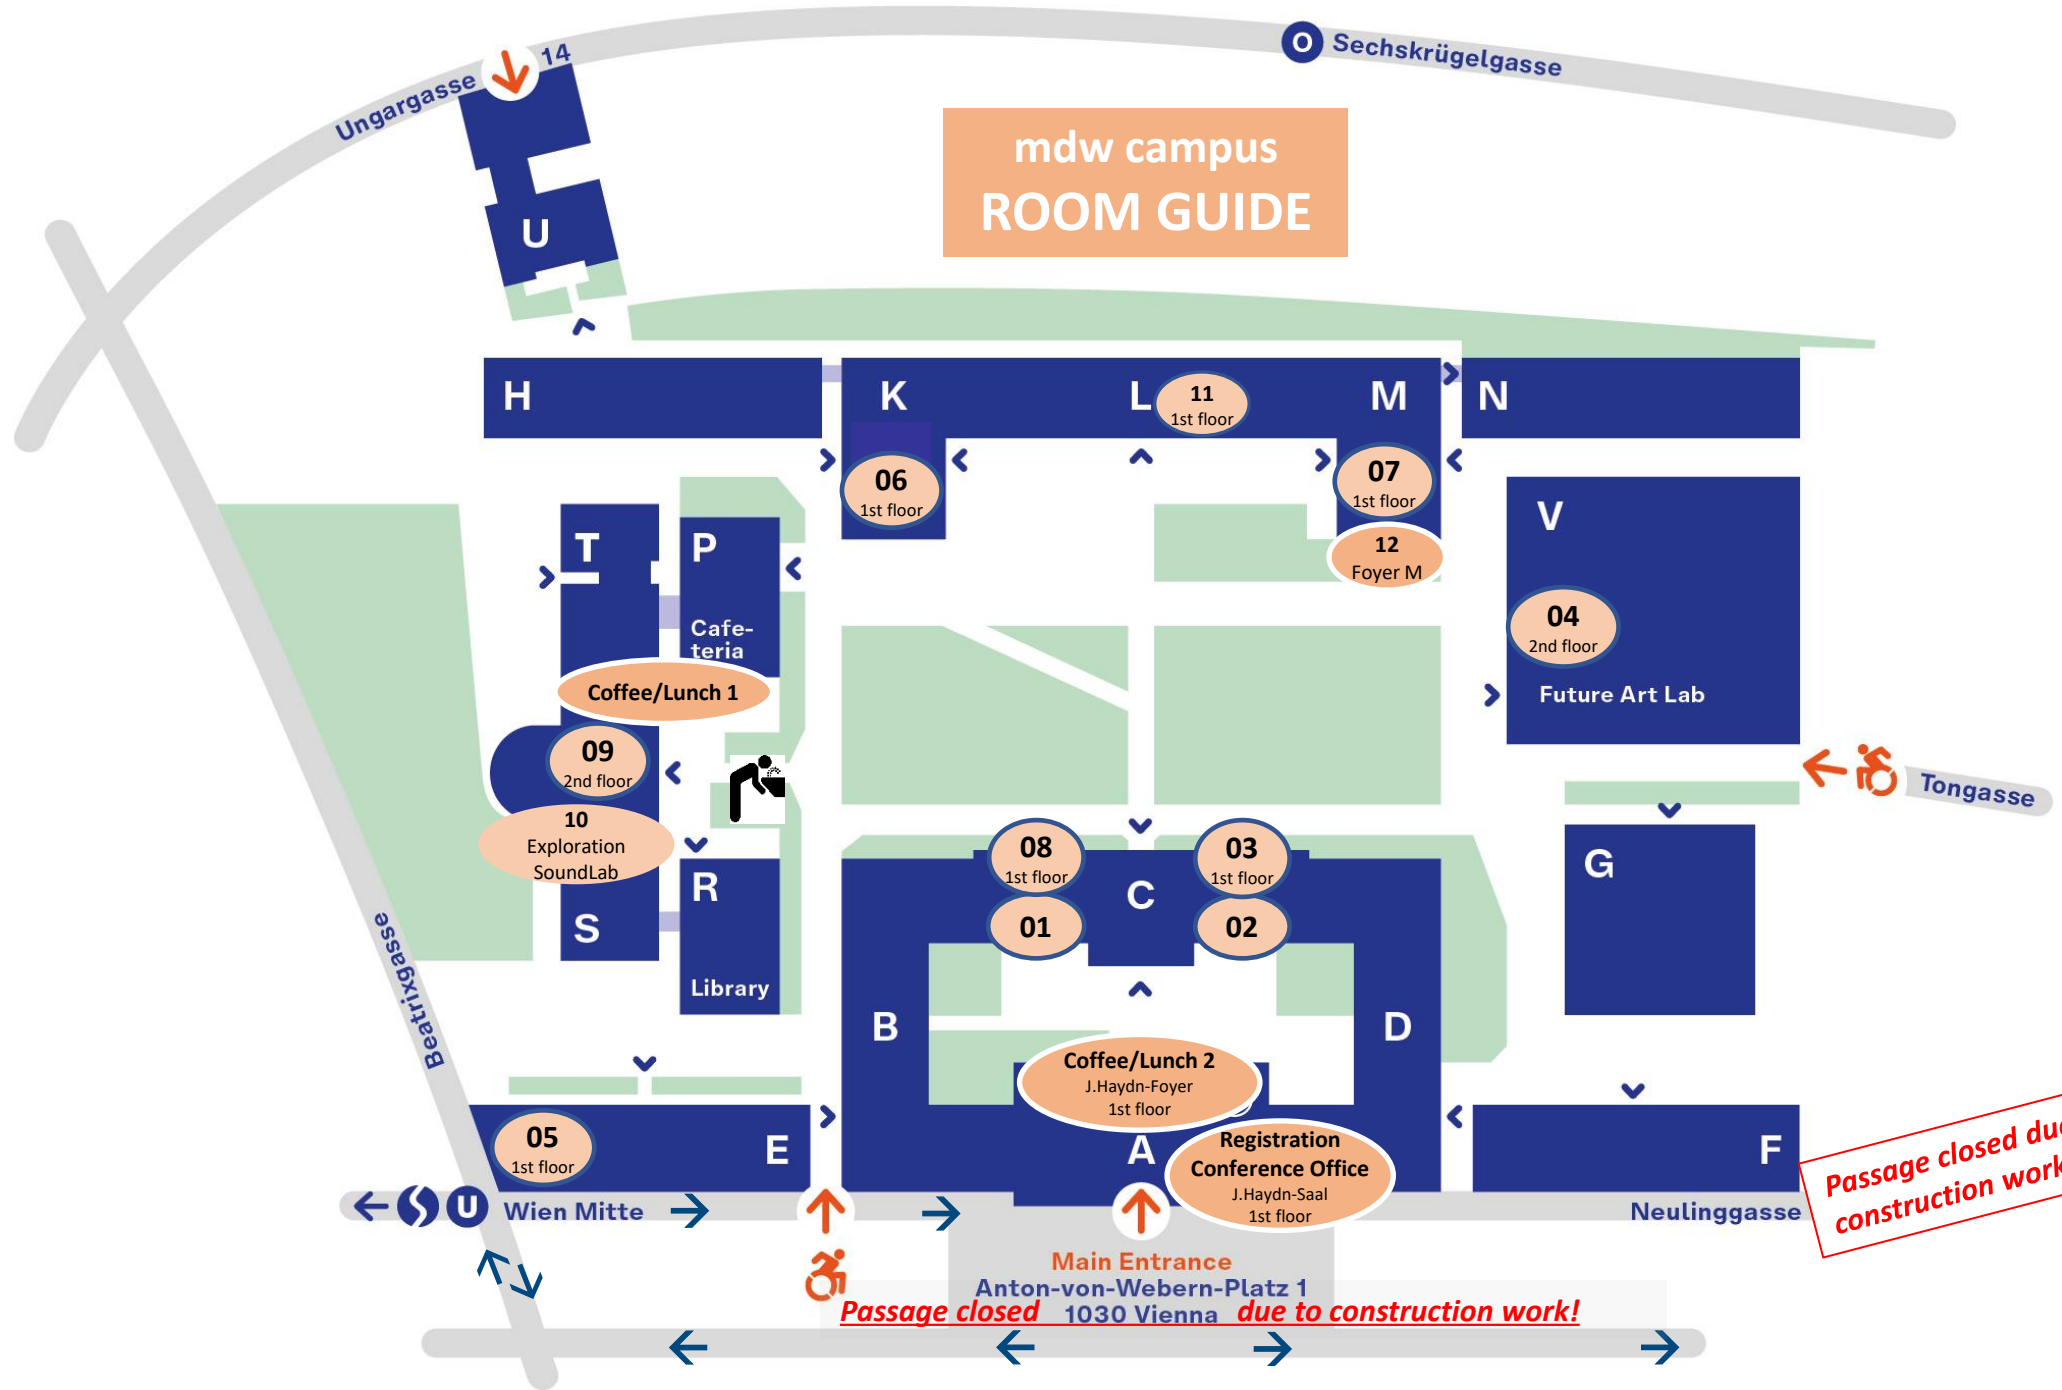 14
Ungargasse
O Sechskrügelgasse
mdw campus
ROOM GUIDE
U
H
K
L
11
1st floor
M
N
06
1st floor
07
1st floor
12
Foyer M
T
P
Cafe-
teria
V
04
2nd floor
Future Art Lab
Coffee/Lunch 1
09
2nd floor
10
Exploration
SoundLab
S
R
Library
Tongasse
08
1st floor
03
1st floor
C
01
02
G
Beatrixgasse
B
D
Coffee/Lunch 2
J.Haydn-Foyer
1st floor
05
1st floor
E
A
Registration
Conference Office
J.Haydn-Saal
1st floor
F
Passage closed due
construction work
S U Wien Mitte
Neulinggasse
Main Entrance
Anton-von-Webern-Platz 1
1030 Vienna
Passage closed due to construction work!